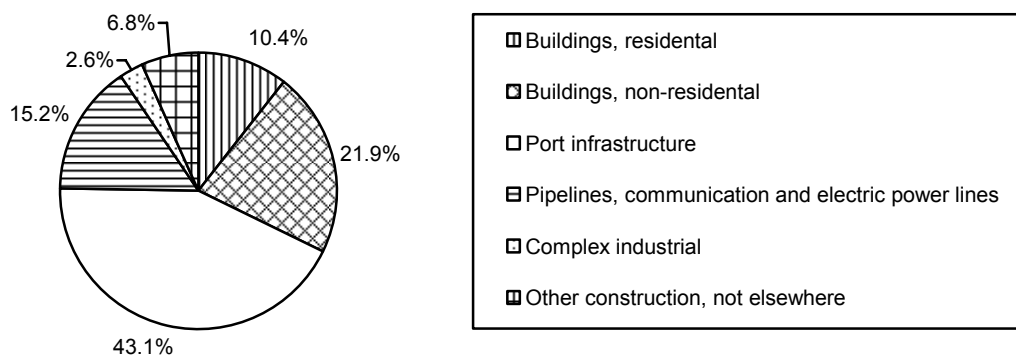 6.8%
10.4%
2.6%
15.2%
21.9%
43.1%
Buildings, residental
Buildings, non-residental
Port infrastructure
Pipelines, communication and electric power lines
Complex industrial
Other construction, not elsewhere